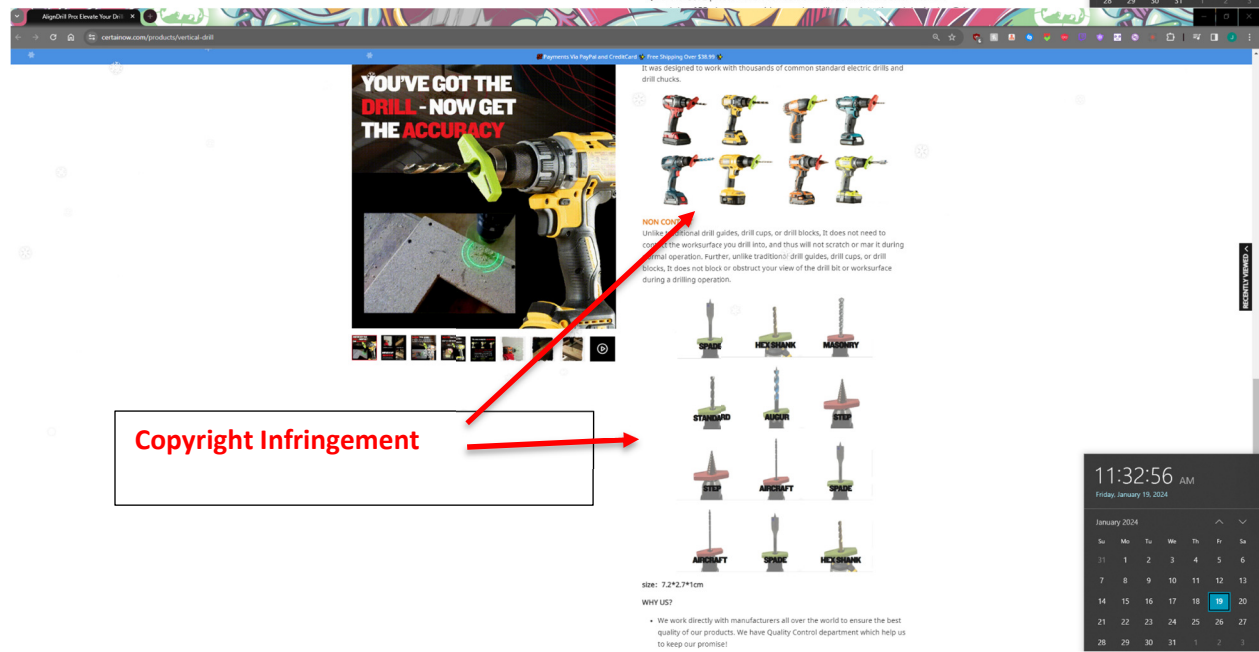 28 29 30 31 1 2 3
AlignDrill Pro: Elevate Your Dril
certainow.com/products/vertical-drill
Payments Via PayPal and CreditCard Free Shipping Over $38.99
YOU'VE GOT THE
DRILL - NOW GET
THE ACCURACY
It was designed to work with thousands of common standard electric drills and
drill chucks.
NON CONT
Unlike traditional drill guides, drill cups, or drill blocks, It does not need to
contact the worksurface you drill into, and thus will not scratch or mar it during
normal operation. Further, unlike traditional drill guides, drill cups, or drill
blocks, It does not block or obstruct your view of the drill bit or worksurface
during a drilling operation.
SPADE HEX SHANK MASONRY
STANDARD AUGUR STEP
STEP AIRCRAFT SPADE
AIRCRAFT SPADE HEX SHANK
size: 7.2*2.7*1cm
WHY US?
• We work directly with manufacturers all over the world to ensure the best
quality of our products. We have Quality Control department which help us
to keep our promise!
RECENTLY VIEWED
Copyright Infringement
11:32:56 AM
Friday, January 19, 2024
January 2024
Su Mo Tu We Th Fr Sa
31 1 2 3 4 5 6
7 8 9 10 11 12 13
14 15 16 17 18 19 20
21 22 23 24 25 26 27
28 29 30 31 1 2 3